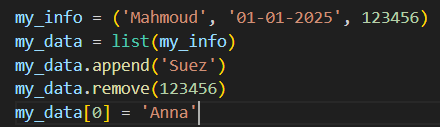 my_info = ('Mahmoud', '01-01-2025', 123456)
my_data = list(my_info)
my_data.append('Suez')
my_data.remove(123456)
my_data[0] = 'Anna'